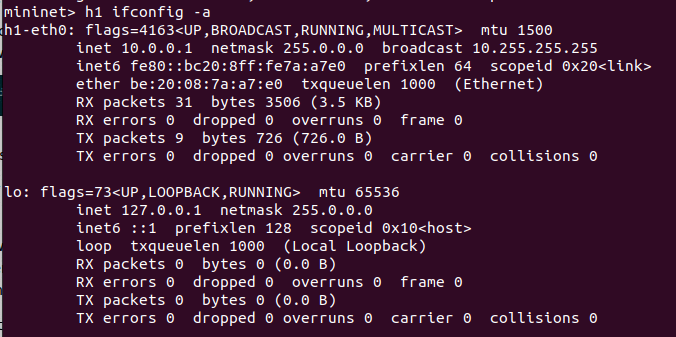 mininet> h1 ifconfig -a
h1-eth0: flags=4163<UP,BROADCAST,RUNNING,MULTICAST>  mtu 1500
        inet 10.0.0.1  netmask 255.0.0.0  broadcast 10.255.255.255
        inet6 fe80::bc20:8ff:fe7a:a7e0  prefixlen 64  scopeid 0x20<link>
        ether be:20:08:7a:a7:e0  txqueuelen 1000  (Ethernet)
        RX packets 31  bytes 3506 (3.5 KB)
        RX errors 0  dropped 0  overruns 0  frame 0
        TX packets 9  bytes 726 (726.0 B)
        TX errors 0  dropped 0 overruns 0  carrier 0  collisions 0

lo: flags=73<UP,LOOPBACK,RUNNING>  mtu 65536
        inet 127.0.0.1  netmask 255.0.0.0
        inet6 ::1  prefixlen 128  scopeid 0x10<host>
        loop  txqueuelen 1000  (Local Loopback)
        RX packets 0  bytes 0 (0.0 B)
        RX errors 0  dropped 0  overruns 0  frame 0
        TX packets 0  bytes 0 (0.0 B)
        TX errors 0  dropped 0 overruns 0  carrier 0  collisions 0